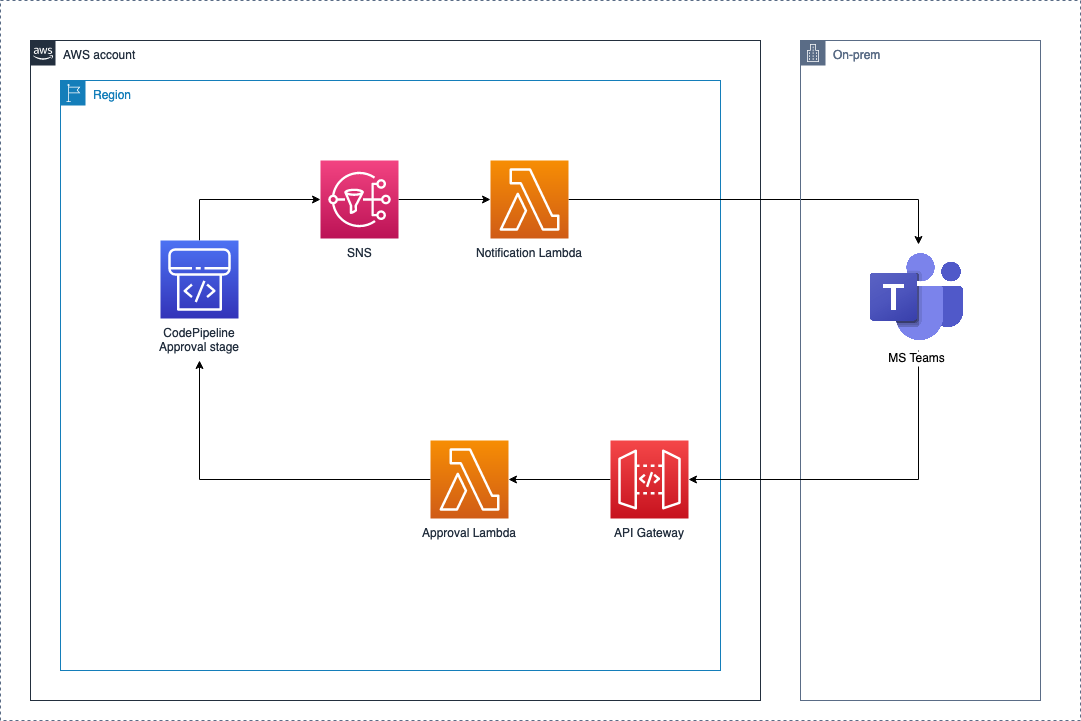 aws
AWS account
On-prem
Region
SNS
Notification Lambda
</>
CodePipeline
Approval stage
T
MS Teams
</>
Approval Lambda
API Gateway